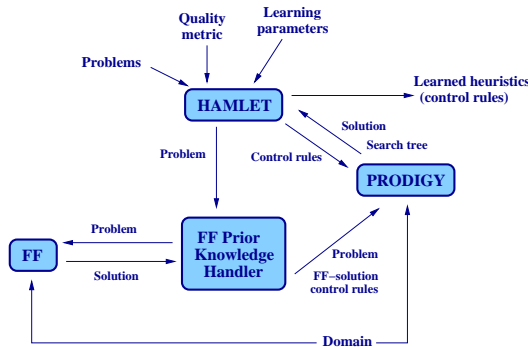 Quality
metric
Learning
parameters
Problems
Learned heuristics
(control rules)
HAMLET
Solution
Search tree
Problem
Control rules
PRODIGY
Problem
FF Prior
Knowledge
Handler
FF
Solution
Problem
FF-solution
control rules
Domain